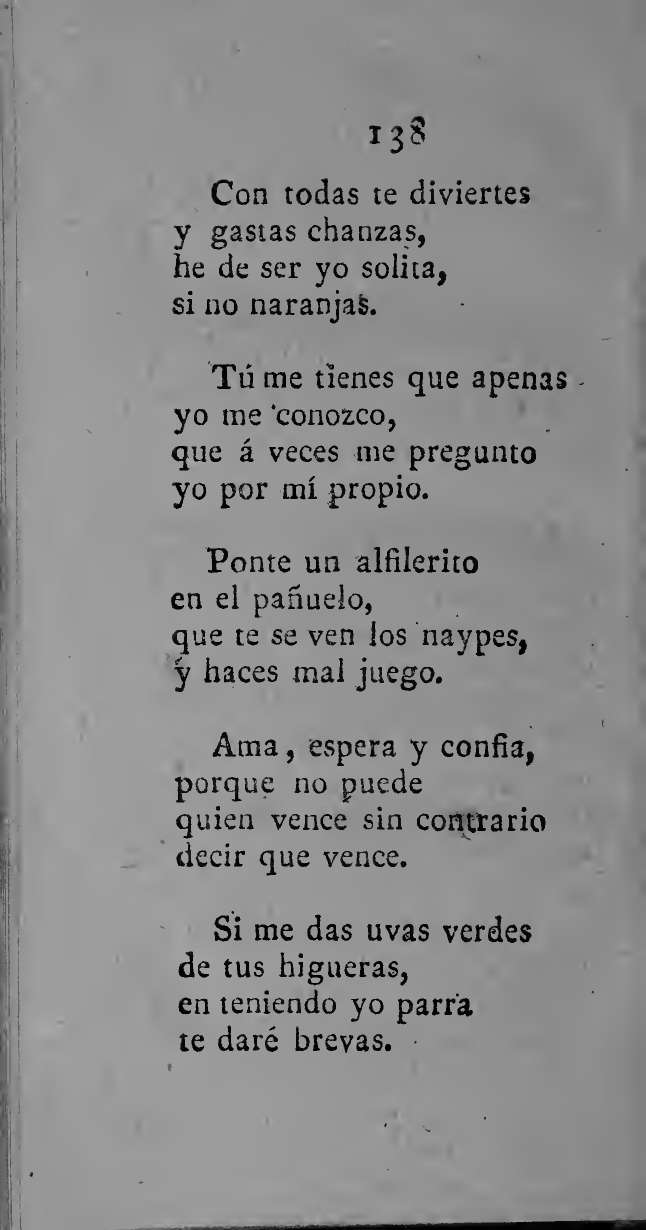 138
Con todas te diviertes
y gastas chanzas,
he de ser yo solita,
si no naranjas.
Tú me tienes que apenas
yo me conozco,
que á veces me pregunto
yo por mí propio.
Ponte un alfilerito
en el pañuelo,
que te se ven los naypes,
y haces mal juego.
Ama, espera y confia,
porque no puede
quien vence sin contrario
decir que vence.
Si me das uvas verdes
de tus higueras,
en teniendo yo parra
te daré brevas.